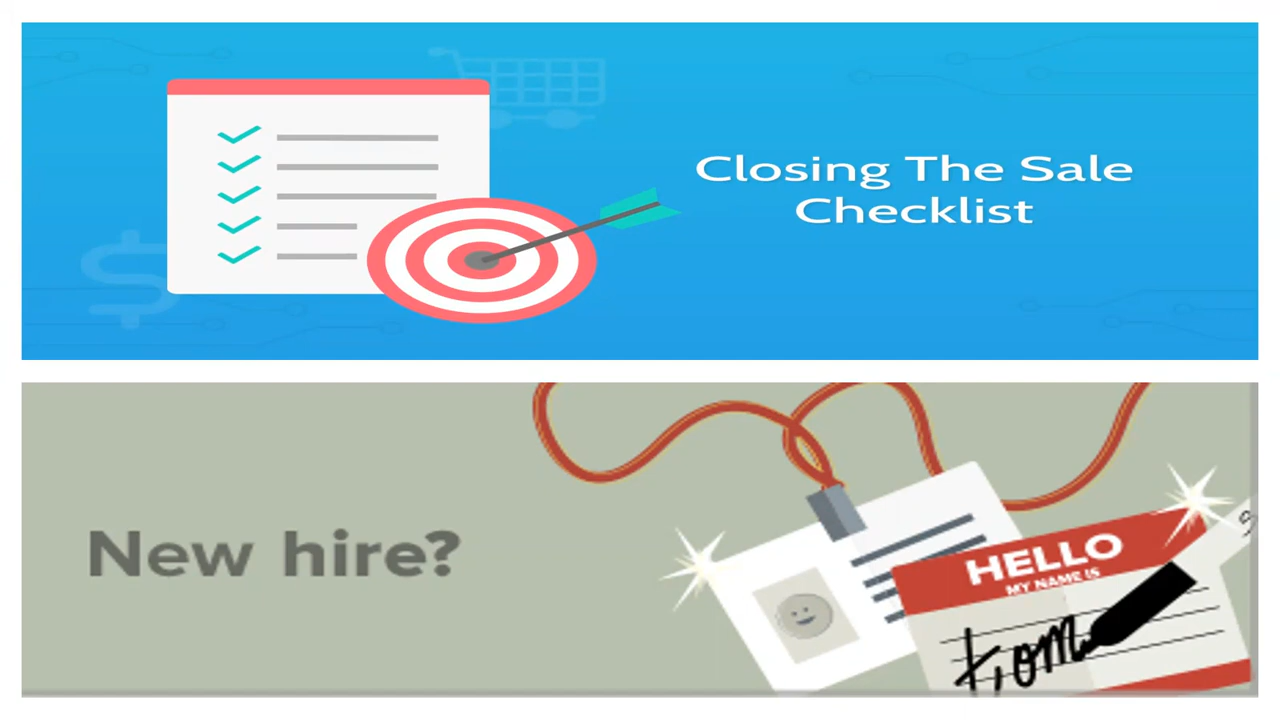 Closing The Sale
Checklist
New hire?
HELLO
MY NAME IS
tom